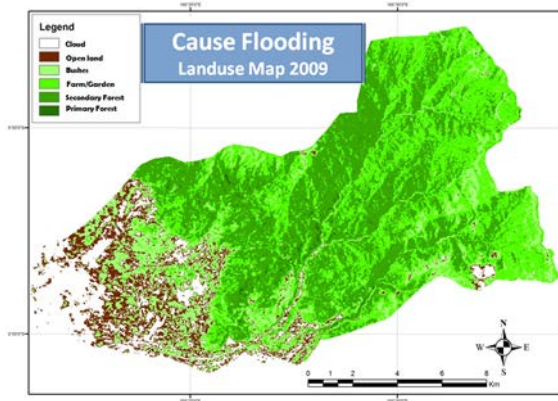 Legend
Cloud
Open land
Bushes
Farm/Garden
Secondary Forest
Primary Forest
Cause Flooding
Landuse Map 2009
N
W
E
S
0
1
2
4
6
8
Km